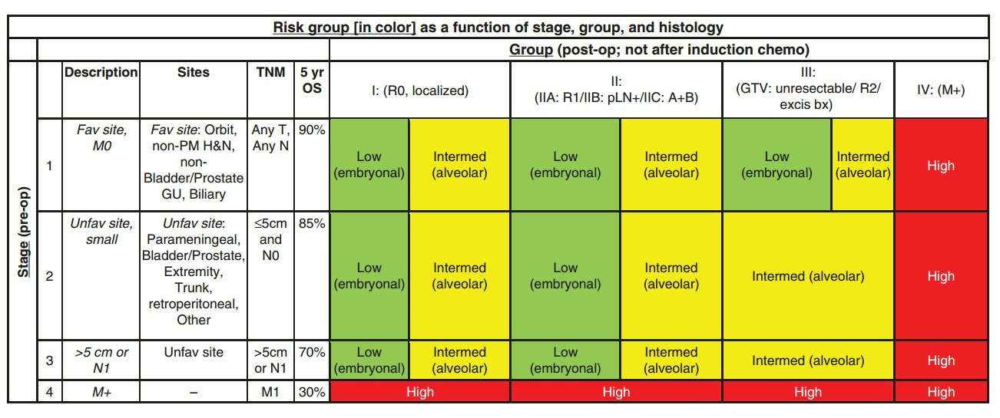 Risk group [in color] as a function of stage, group, and histology
Group (post-op; not after induction chemo)
Stage (pre-op)
Description
Sites
TNM
5 yr
OS
I: (R0, localized)
II:
(IIA: R1/IIB: pLN+/IIC: A+B)
III:
(GTV: unresectable/ R2/
excis bx)
IV: (M+)
1
Fav site,
M0
Fav site: Orbit,
non-PM H&N,
non-
Bladder/Prostate
GU, Biliary
Any T,
Any N
90%
Low
(embryonal)
Intermed
(alveolar)
Low
(embryonal)
Intermed
(alveolar)
Low
(embryonal)
Intermed
(alveolar)
High
2
Unfav site,
small
Unfav site:
Parameningeal,
Bladder/Prostate,
Extremity,
Trunk,
retroperitoneal,
Other
≤5cm
and
N0
85%
Low
(embryonal)
Intermed
(alveolar)
Low
(embryonal)
Intermed
(alveolar)
Intermed (alveolar)
High
3
>5 cm or
N1
Unfav site
>5cm
or N1
70%
Low
(embryonal)
Intermed
(alveolar)
Low
(embryonal)
Intermed
(alveolar)
Intermed (alveolar)
High
4
M+
–
M1
30%
High
High
High
High